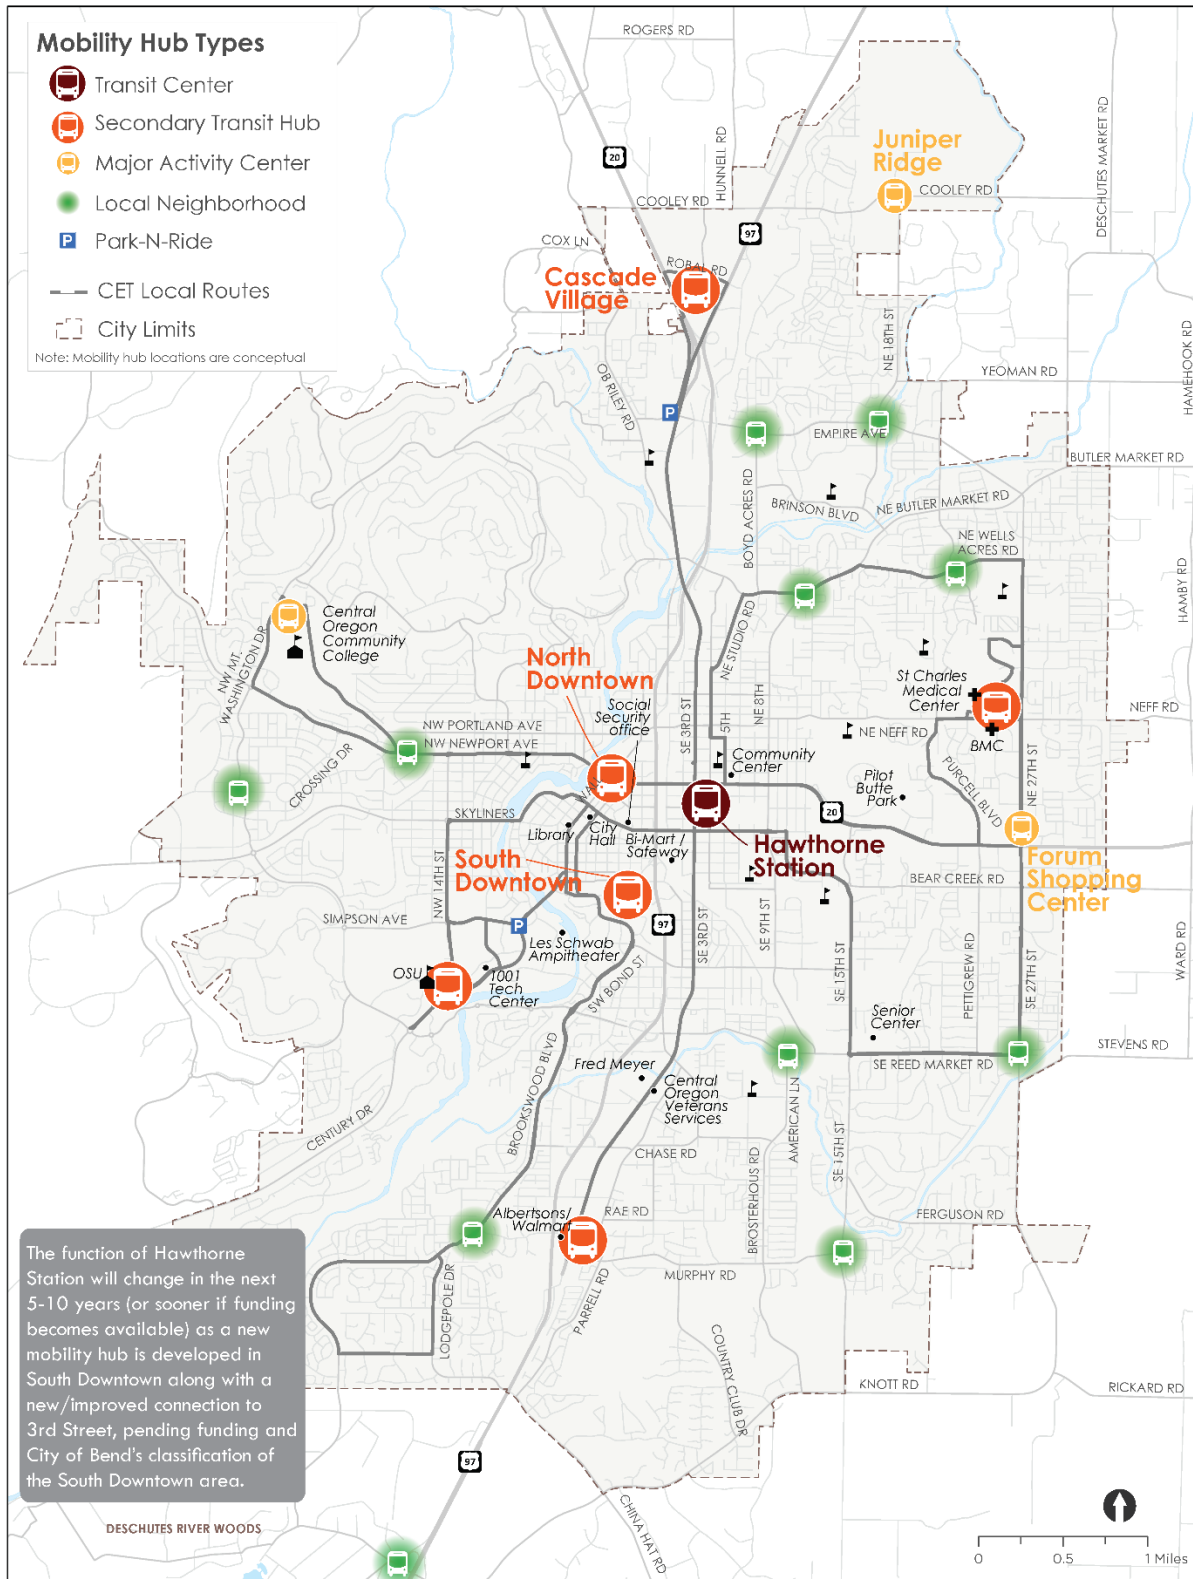 Mobility Hub Types
Transit Center
Secondary Transit Hub
Major Activity Center
Local Neighborhood
P
Park-N-Ride
CET Local Routes
City Limits
Note: Mobility hub locations are conceptual
ROGERS RD
20
HUNNELL RD
DESCHUTES MARKET RD
Juniper
Ridge
COOLEY RD
COOLEY RD
97
COX LN
ROBAL RD
Cascade
Village
NE 18TH ST
HAMEHOOK RD
YEOMAN RD
OB RILEY RD
P
EMPIRE AVE
BUTLER MARKET RD
BOYD ACRES RD
BRINSON BLVD
NE BUTLER MARKET RD
NE WELLS
ACRES RD
HAMBY RD
Central
Oregon
Community
College
NW MT.
WASHINGTON DR
NE STUDIO RD
North
Downtown
Social
Security
office
SE 3RD ST
5TH
NE 8TH
St Charles
Medical
Center
NEFF RD
NW PORTLAND AVE
NW NEWPORT AVE
NE NEFF RD
BMC
CROSSING DR
Community
Center
PURCELL BLVD
NE 27TH ST
Pilot
Butte
Park
WALL
SKYLINERS
20
Library
City
Hall
Bi-Mart /
Safeway
Hawthorne
Station
Forum
Shopping
Center
South
Downtown
BEAR CREEK RD
NW 14TH ST
SIMPSON AVE
P
97
SE 3RD ST
SE 9TH ST
SE 15TH ST
PETTIGREW RD
SE 27TH ST
WARD RD
Les Schwab
Ampitheater
OSU
1001
Tech
Center
SW BOND ST
Senior
Center
STEVENS RD
SE REED MARKET RD
Fred Meyer
Central
Oregon
Veterans
Services
BROOKSWOOD BLVD
CENTURY DR
AMERICAN LN
SE 15TH ST
CHASE RD
BROSTERHOUS RD
Albertsons/
Walmart
RAE RD
FERGUSON RD
MURPHY RD
LODGEPOLE DR
PARRELL RD
COUNTRY CLUB DR
KNOTT RD
RICKARD RD
The function of Hawthorne
Station will change in the next
5-10 years (or sooner if funding
becomes available) as a new
mobility hub is developed in
South Downtown along with a
new/improved connection to
3rd Street, pending funding and
City of Bend's classification of
the South Downtown area.
97
CHINA HAT RD
DESCHUTES RIVER WOODS
0
0.5
1 Miles